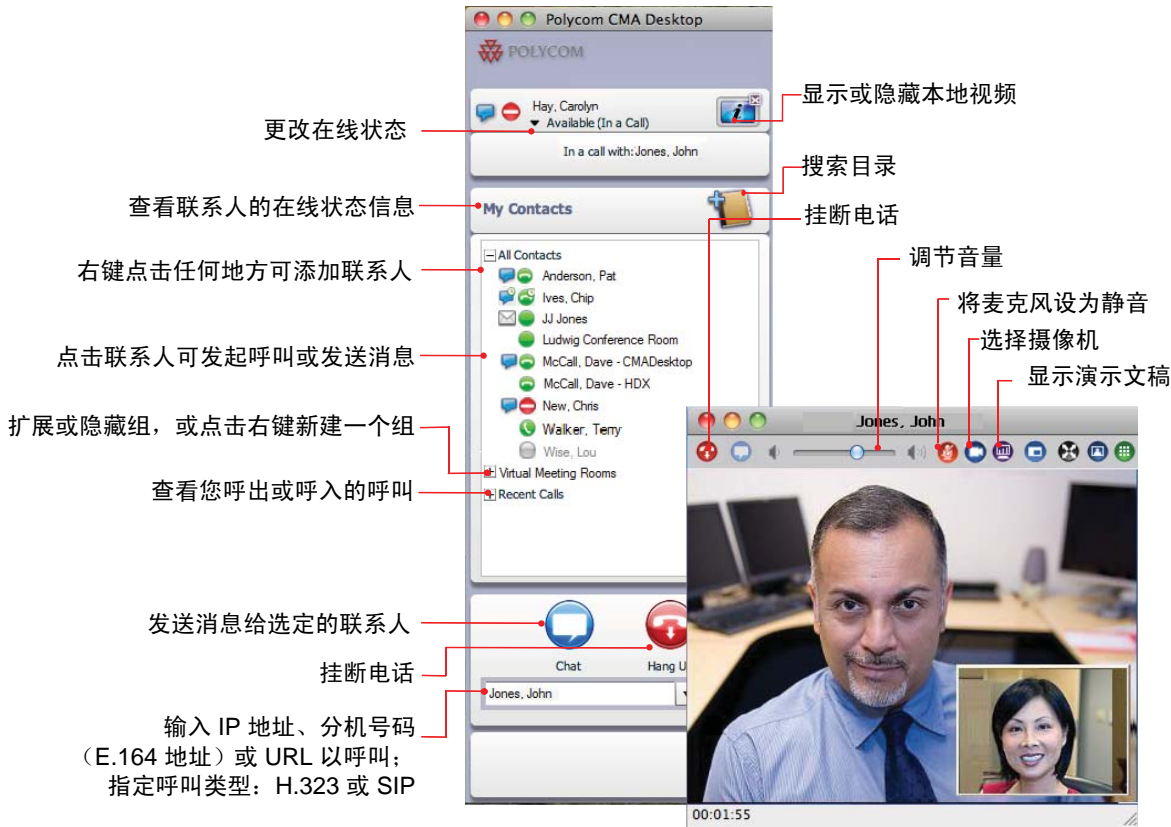 Polycom CMA Desktop
POLYCOM
Hay, Carolyn
Available (In a Call)
In a call with:Jones, John
My Contacts
All Contacts
Anderson, Pat
Ives, Chip
JJ Jones
Ludwig Conference Room
McCall, Dave - CMADesktop
McCall, Dave - HDX
New, Chris
Walker, Terry
Wise, Lou
Virtual Meeting Rooms
Recent Calls
Chat
Hang U
Jones, John
更改在线状态
查看联系人的在线状态信息
右键点击任何地方可添加联系人
点击联系人可发起呼叫或发送消息
扩展或隐藏组，或点击右键新建一个组
查看您呼出或呼入的呼叫
发送消息给选定的联系人
挂断电话
输入 IP 地址、分机号码
（E.164 地址）或 URL 以呼叫；
指定呼叫类型：H.323 或 SIP
显示或隐藏本地视频
搜索目录
挂断电话
调节音量
将麦克风设为静音
选择摄像机
显示演示文稿
Jones, John
00:01:55